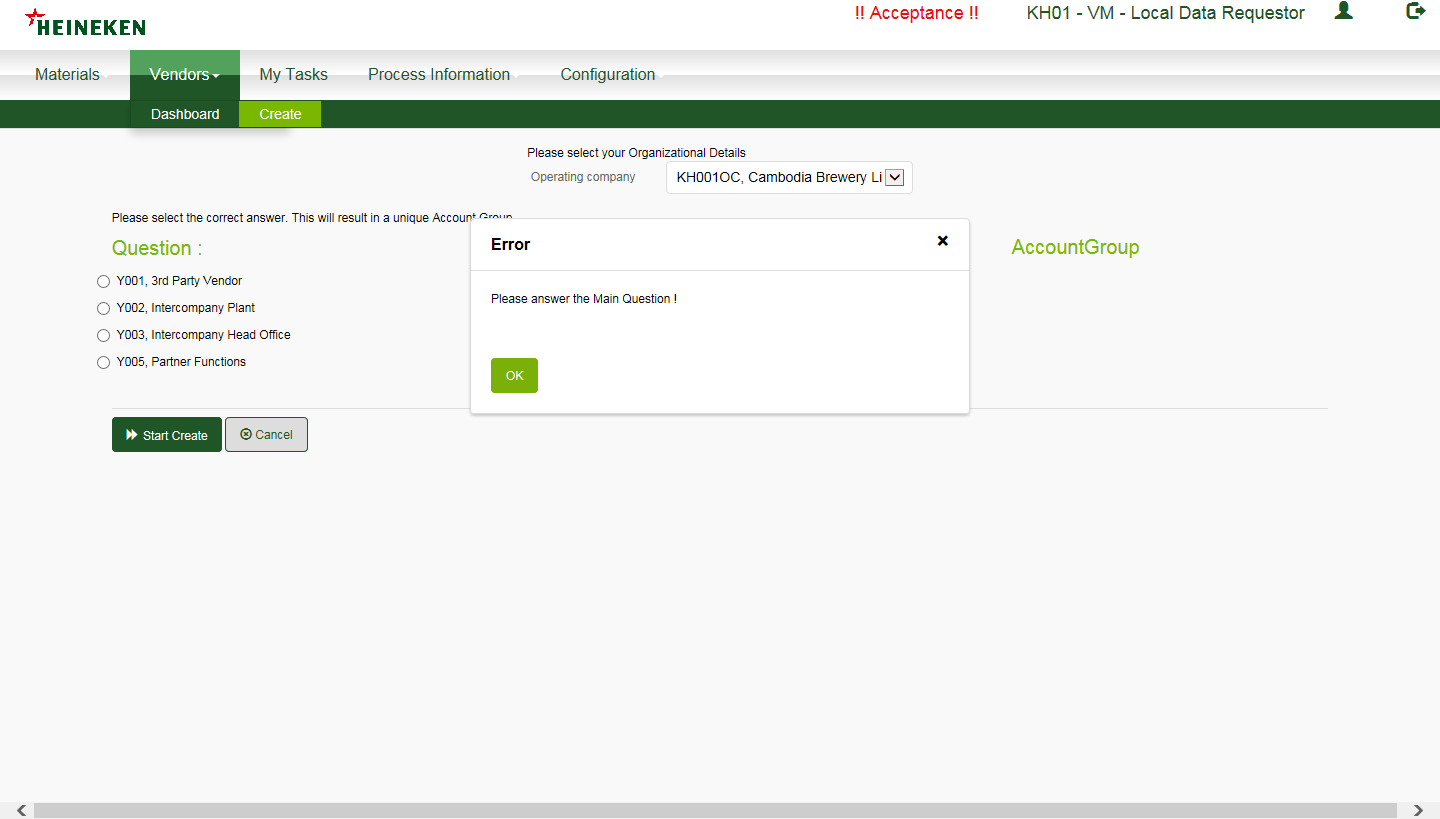 HEINEKEN
!! Acceptance !!
KH01 - VM - Local Data Requestor
Materials
Vendors
My Tasks
Process Information
Configuration
Dashboard
Create
Please select your Organizational Details
Operating company
KH001OC, Cambodia Brewery Li
Please select the correct answer. This will result in a unique Account Group
Question :
AccountGroup
Y001, 3rd Party Vendor
Y002, Intercompany Plant
Y003, Intercompany Head Office
Y005, Partner Functions
Error
Please answer the Main Question !
OK
Start Create
Cancel